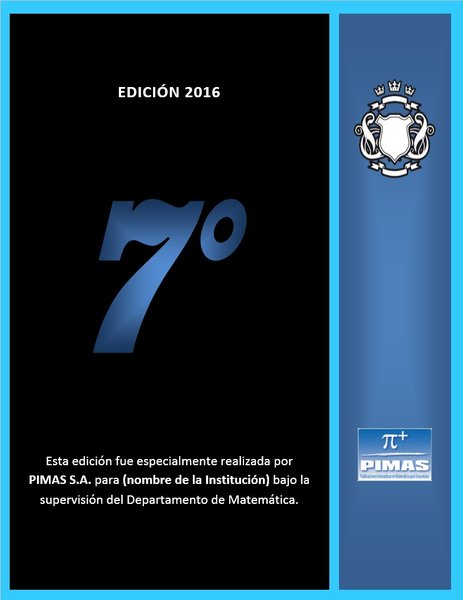 EDICIÓN 2016
7º
Esta edición fue especialmente realizada por
PIMAS S.A. para (nombre de la Institución) bajo la
supervisión del Departamento de Matemática.
π+
PIMAS